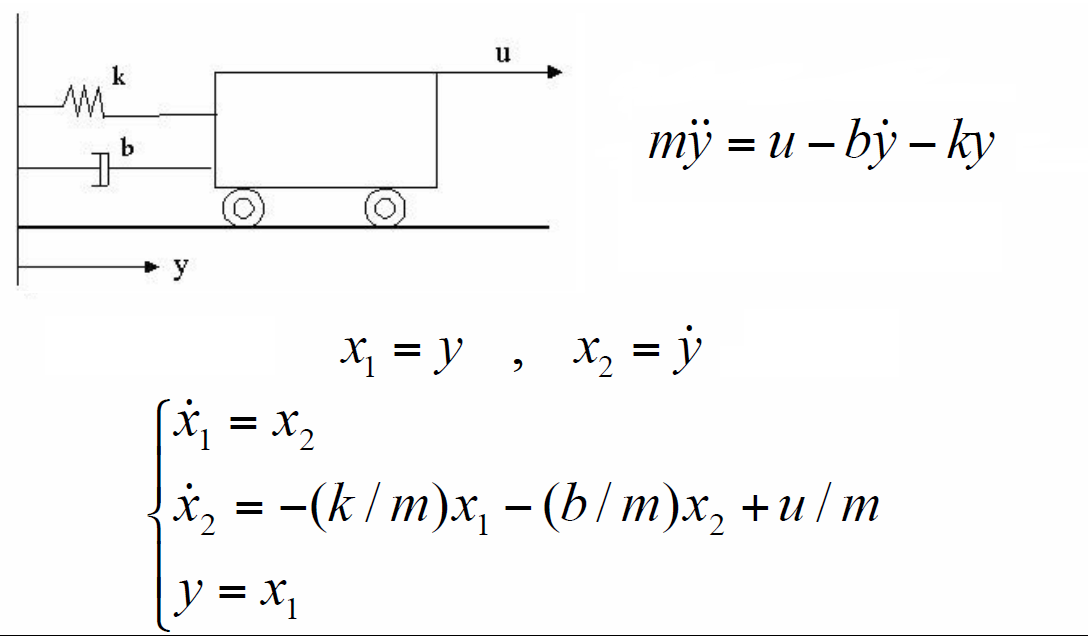 u
k
b
y
mÿ = u − bẏ − ky
x₁ = y , x₂ = ẏ
ẋ₁ = x₂
ẋ₂ = −(k / m)x₁ − (b / m)x₂ + u / m
y = x₁